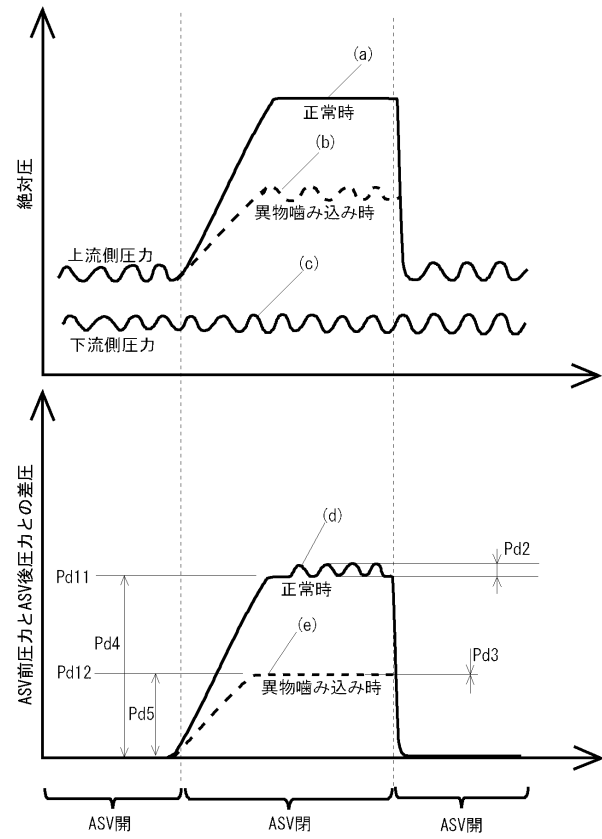 (a)
正常時
(b)
異物噛み込み時
絶対圧
上流側圧力
(c)
下流側圧力
(d)
Pd2
Pd11
正常時
ASV前圧力とASV後圧力との差圧
Pd4
(e)
Pd3
Pd12
異物噛み込み時
Pd5
ASV開
ASV閉
ASV開